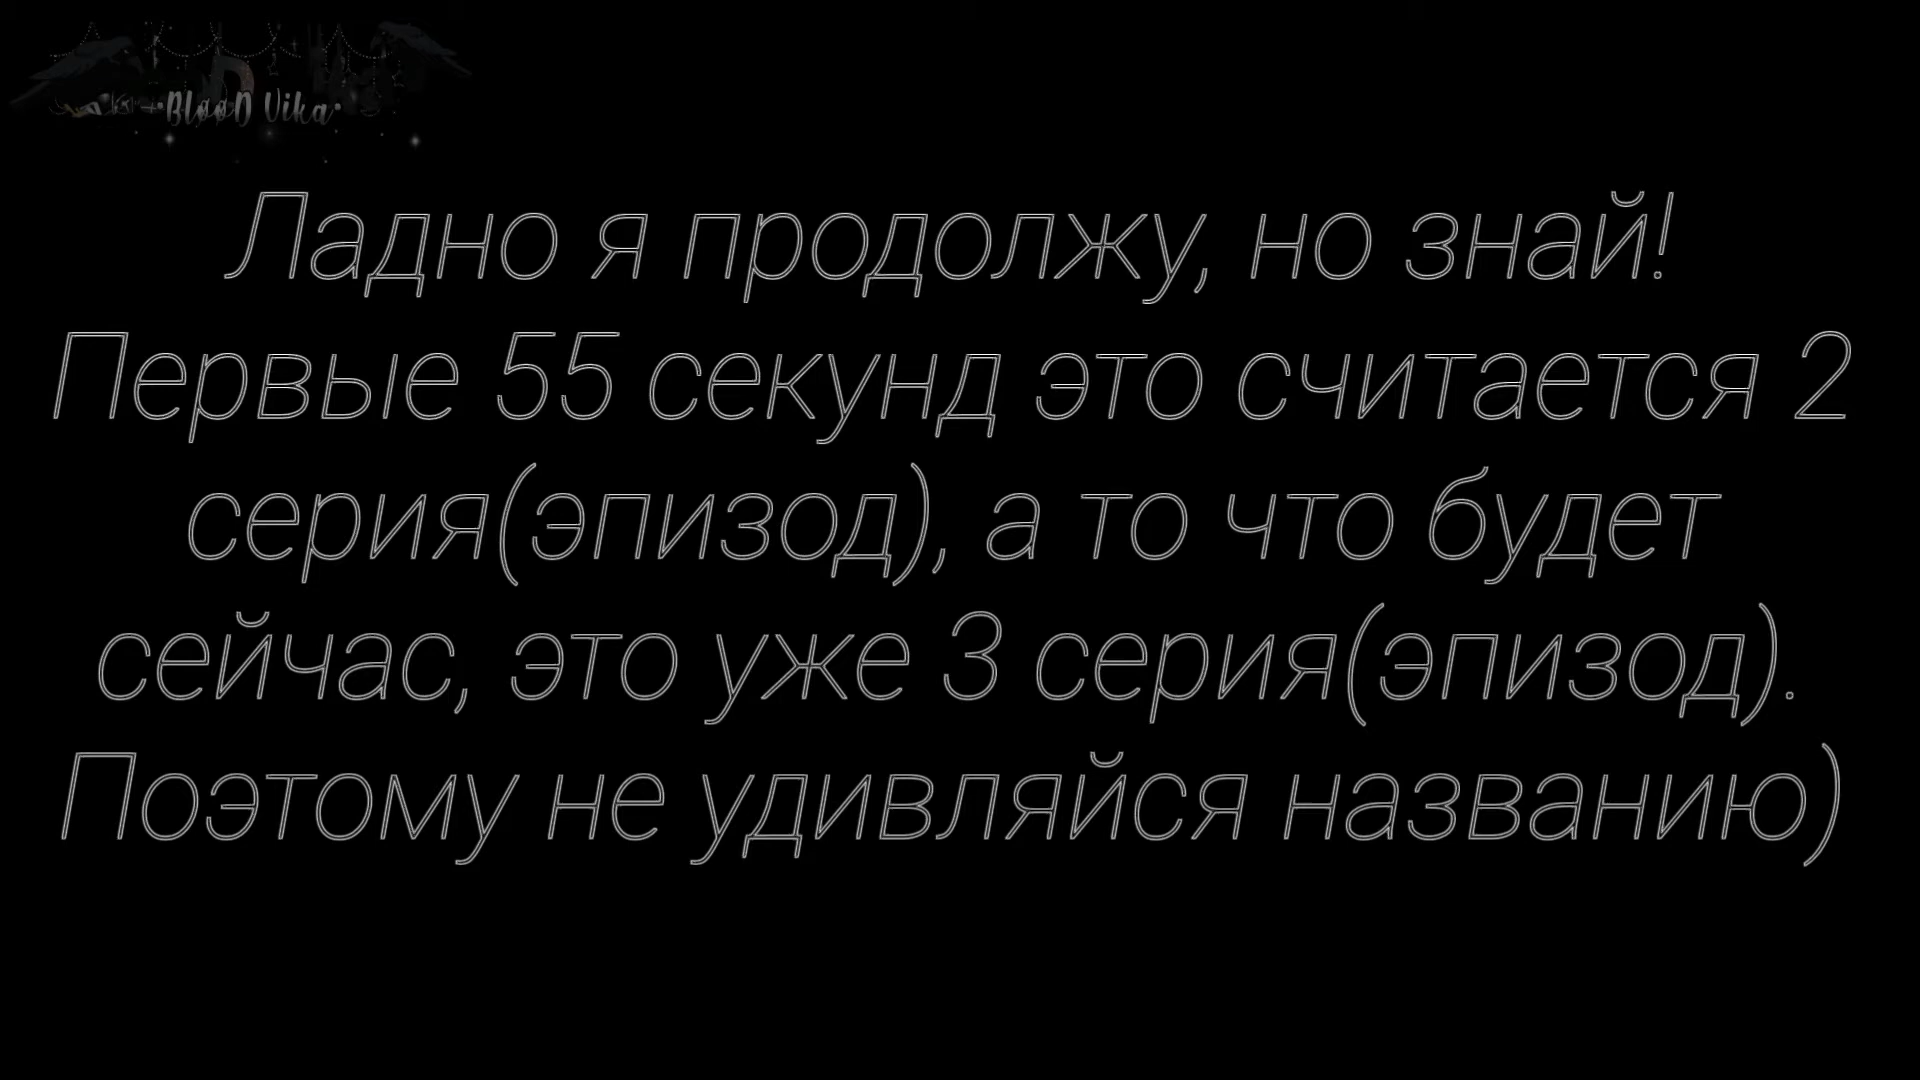 •BløøD Vika•
Ладно я продолжу, но знай!
Первые 55 секунд это считается 2
серия(эпизод), а то что будет
сейчас, это уже 3 серия(эпизод).
Поэтому не удивляйся названию)